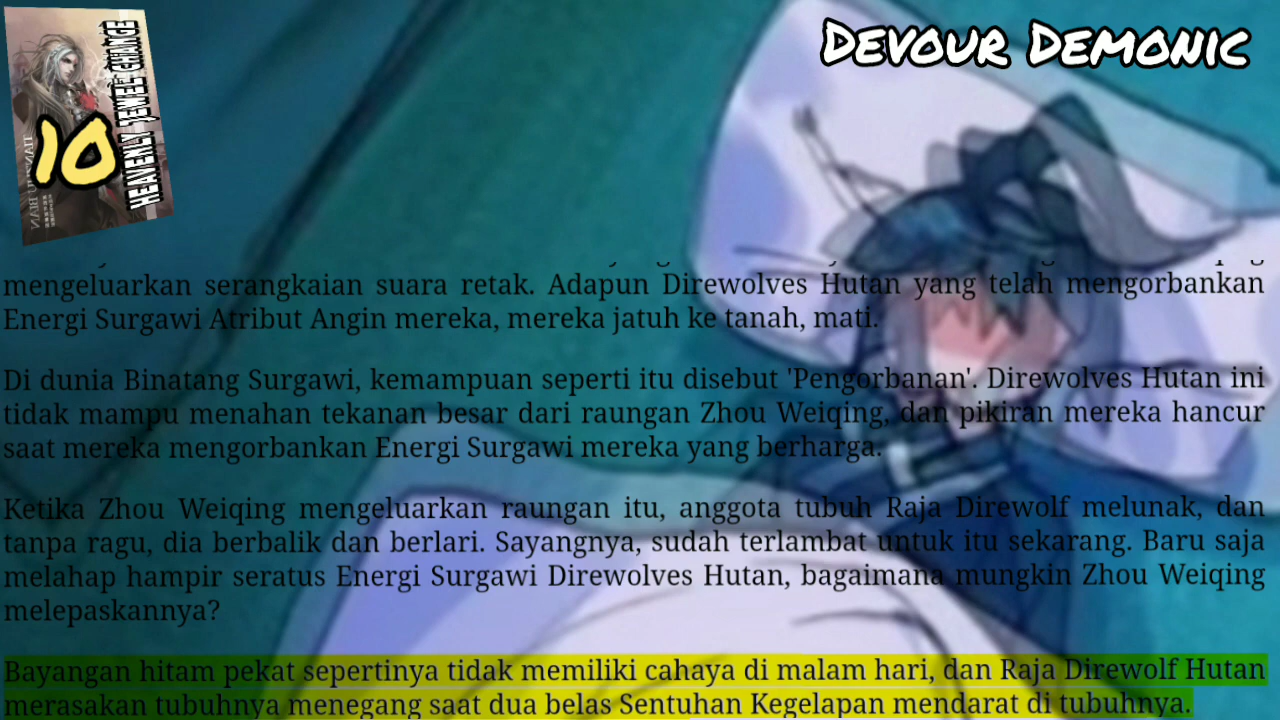 DEVOUR DEMONIC
HEAVENLY JEWEL CHANGE
10
mengeluarkan serangkaian suara retak. Adapun Direwolves Hutan yang telah mengorbankan
Energi Surgawi Atribut Angin mereka, mereka jatuh ke tanah, mati.
Di dunia Binatang Surgawi, kemampuan seperti itu disebut 'Pengorbanan'. Direwolves Hutan ini
tidak mampu menahan tekanan besar dari raungan Zhou Weiqing, dan pikiran mereka hancur
saat mereka mengorbankan Energi Surgawi mereka yang berharga.
Ketika Zhou Weiqing mengeluarkan raungan itu, anggota tubuh Raja Direwolf melunak, dan
tanpa ragu, dia berbalik dan berlari. Sayangnya, sudah terlambat untuk itu sekarang. Baru saja
melahap hampir seratus Energi Surgawi Direwolves Hutan, bagaimana mungkin Zhou Weiqing
melepaskannya?
Bayangan hitam pekat sepertinya tidak memiliki cahaya di malam hari, dan Raja Direwolf Hutan
merasakan tubuhnya menegang saat dua belas Sentuhan Kegelapan mendarat di tubuhnya.